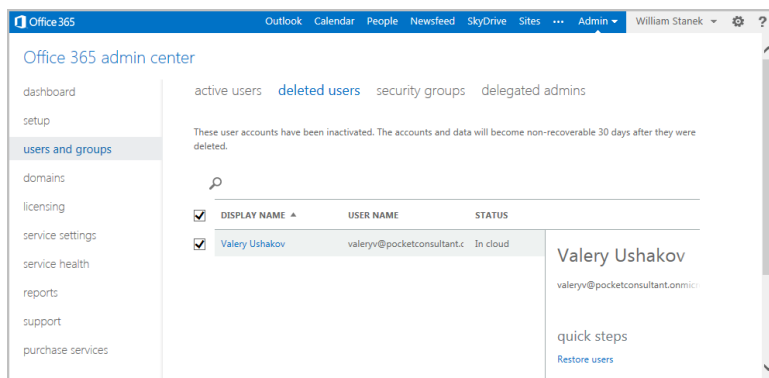 Office 365 Outlook Calendar People Newsfeed SkyDrive Sites ••• Admin William Stanek ?
Office 365 admin center
dashboard
setup
users and groups
domains
licensing
service settings
service health
reports
support
purchase services
active users deleted users security groups delegated admins
These user accounts have been inactivated. The accounts and data will become non-recoverable 30 days after they were
deleted.
DISPLAY NAME USER NAME STATUS
Valery Ushakov valeryv@pocketconsultant.c In cloud
Valery Ushakov
valeryv@pocketconsultant.onmic
quick steps
Restore users